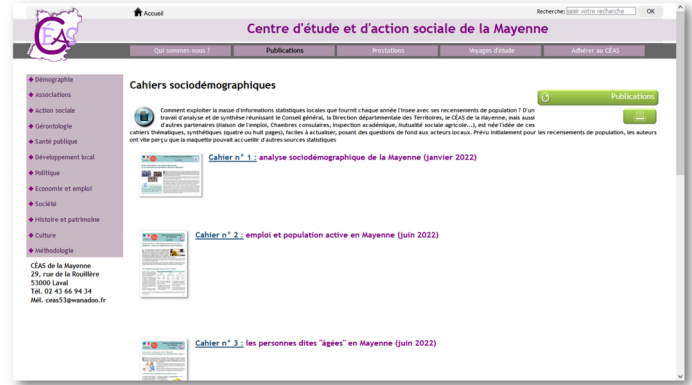 Accueil
Recherche: saisir votre recherche OK
CEAS
Centre d'étude et d'action sociale de la Mayenne
Qui sommes-nous ?
Publications
Prestations
Voyages d'étude
Adhérer au CÉAS
Démographie
Associations
Action sociale
Gérontologie
Santé publique
Développement local
Politique
Economie et emploi
Société
Histoire et patrimoine
Culture
Méthodologie
CÉAS de la Mayenne
29, rue de la Rouillère
53000 Laval
Tél. 02 43 66 94 34
Mél. ceas53@wanadoo.fr
Cahiers sociodémographiques
Publications
Comment exploiter la masse d'informations statistiques locales que fournit chaque année l'Insee avec ses recensements de population ? D'un
travail d'analyse et de synthèse réunissant le Conseil général, la Direction départementale des Territoires, le CÉAS de la Mayenne, mais aussi
d'autres partenaires (Maison de l'emploi, Chambres consulaires, Inspection académique, Mutualité sociale agricole...), est née l'idée de ces
cahiers thématiques, synthétiques (quatre ou huit pages), faciles à actualiser, posant des questions de fond aux acteurs locaux. Prévu initialement pour les recensements de population, les auteurs
ont vite perçu que la maquette pouvait accueillir d'autres sources statistiques
Cahier n° 1 : analyse sociodémographique de la Mayenne (janvier 2022)
Cahier n° 2 : emploi et population active en Mayenne (juin 2022)
Cahier n° 3 : les personnes dites "âgées" en Mayenne (juin 2022)